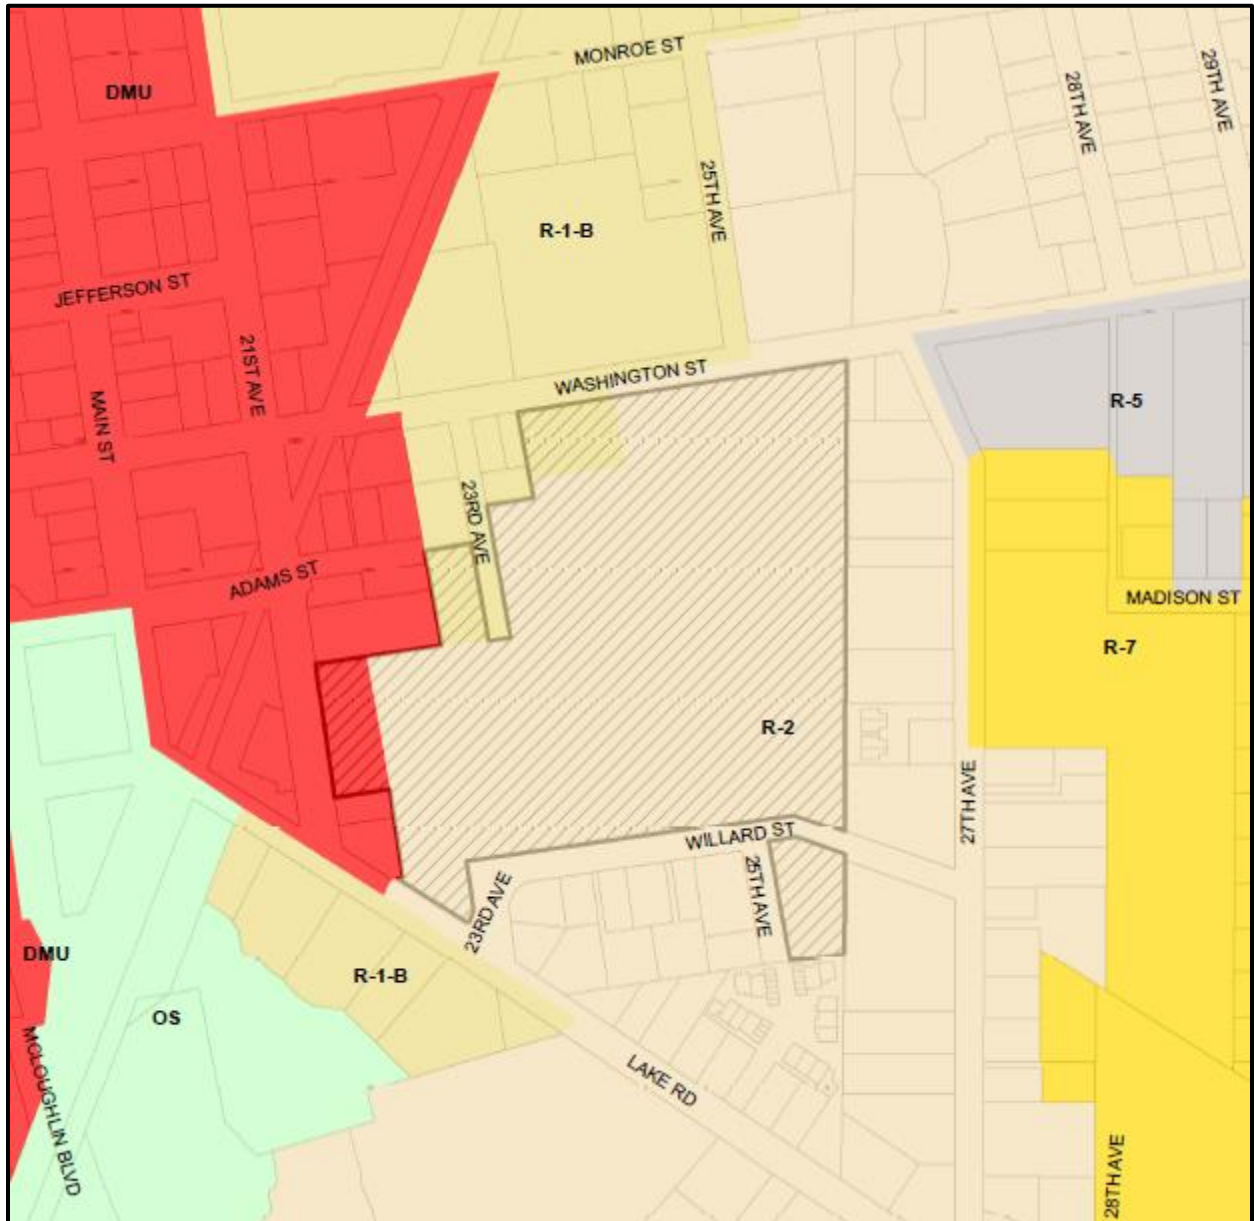 MONROE ST
29TH AVE
DMU
28TH AVE
25TH AVE
R-1-B
JEFFERSON ST
21ST AVE
WASHINGTON ST
MAIN ST
R-5
23RD AVE
ADAMS ST
MADISON ST
R-7
R-2
27TH AVE
WILLARD ST
25TH AVE
23RD AVE
DMU
R-1-B
OS
MCLOUGHLIN BLVD
LAKE RD
28TH AVE